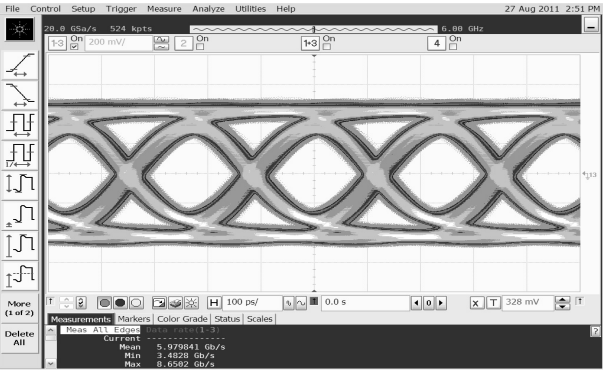 File Control Setup Trigger Measure Analyze Utilities Help 27 Aug 2011 2:51 PM
20.0 GSa/s 524 kpts 6.00 GHz
1-3 On 200 mV/ 2 On 1+3 On 4 On
H 100 ps/ 0.0 s 0 X T 328 mV
More
(1 of 2)
Delete
All
Measurements Markers Color Grade Status Scales
Meas All Edges Data rate(1-3)
Current ---------------
Mean 5.979841 Gb/s
Min 3.4828 Gb/s
Max 8.6502 Gb/s